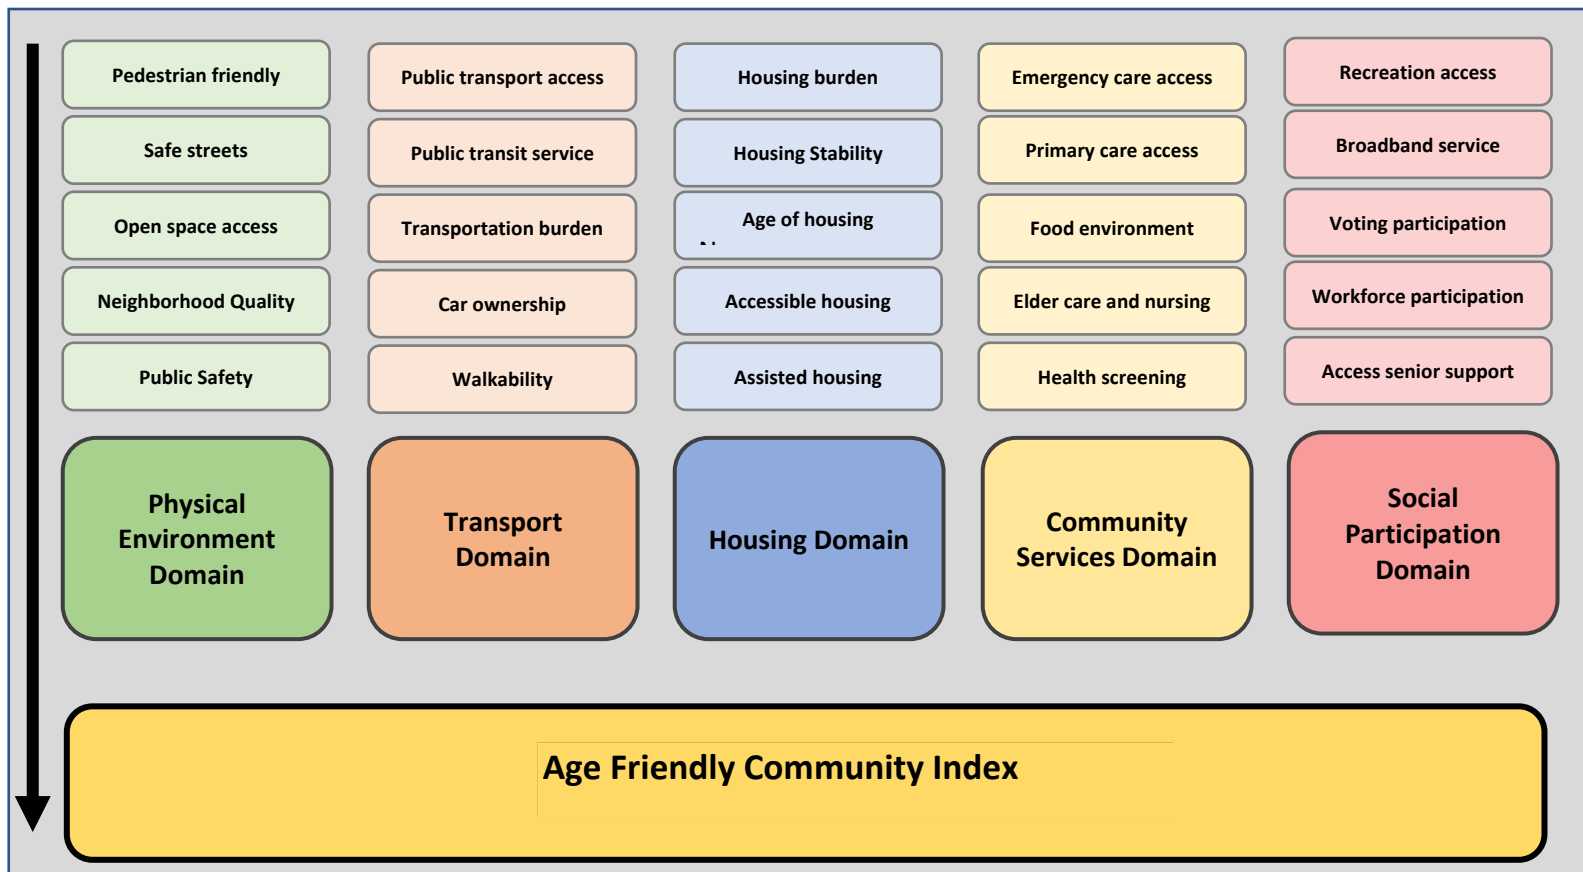 Pedestrian friendly
Safe streets
Open space access
Neighborhood Quality
Public Safety
Public transport access
Public transit service
Transportation burden
Car ownership
Walkability
Housing burden
Housing Stability
Age of housing
Accessible housing
Assisted housing
Emergency care access
Primary care access
Food environment
Elder care and nursing
Health screening
Recreation access
Broadband service
Voting participation
Workforce participation
Access senior support
Physical
Environment
Domain
Transport
Domain
Housing Domain
Community
Services Domain
Social
Participation
Domain
Age Friendly Community Index